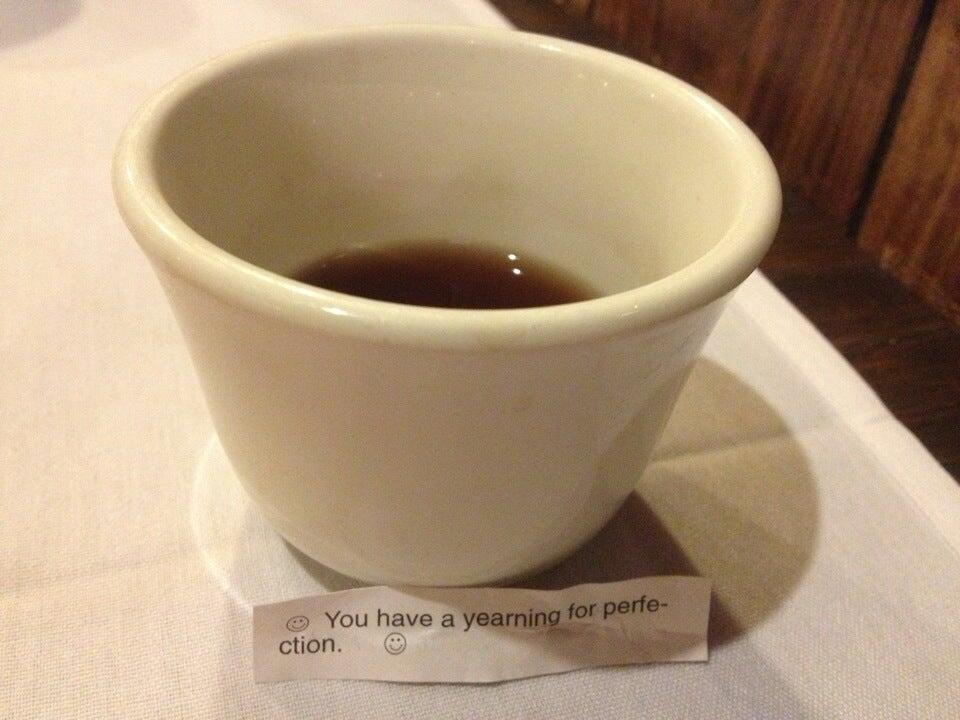 ☺ You have a yearning for perfe-
ction. ☺